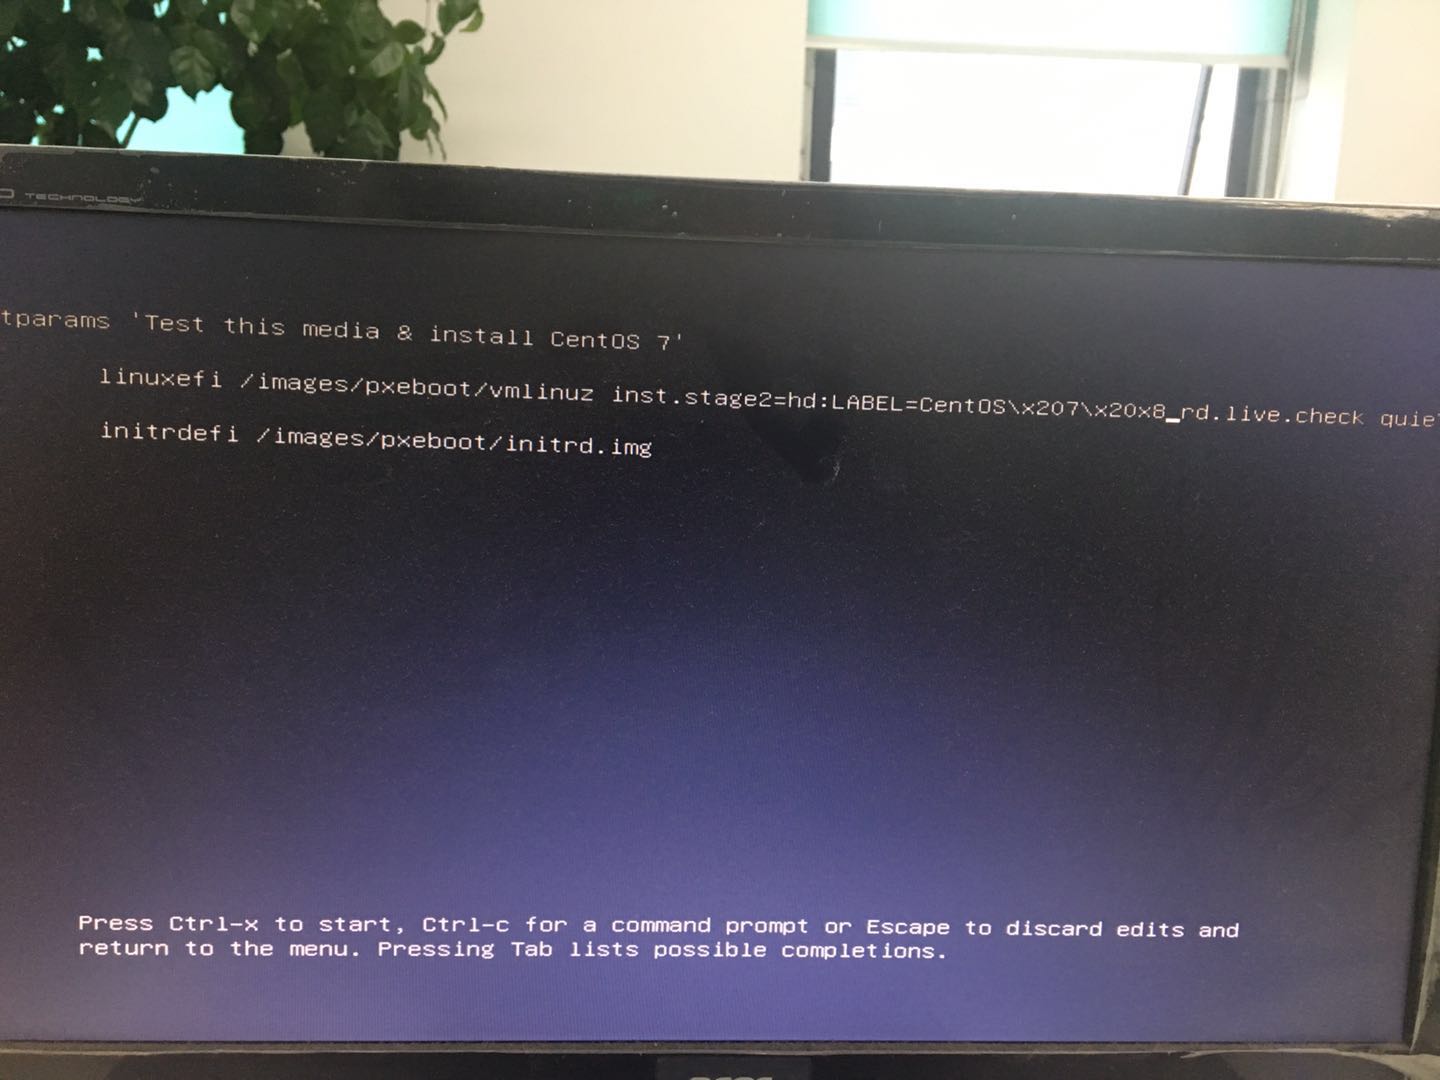 TECHNOLOGY
tparams 'Test this media & install CentOS 7'
linuxefi /images/pxeboot/vmlinuz inst.stage2=hd:LABEL=CentOS\x207\x20x8_rd.live.check quie
initrdefi /images/pxeboot/initrd.img
Press Ctrl-x to start, Ctrl-c for a command prompt or Escape to discard edits and
return to the menu. Pressing Tab lists possible completions.